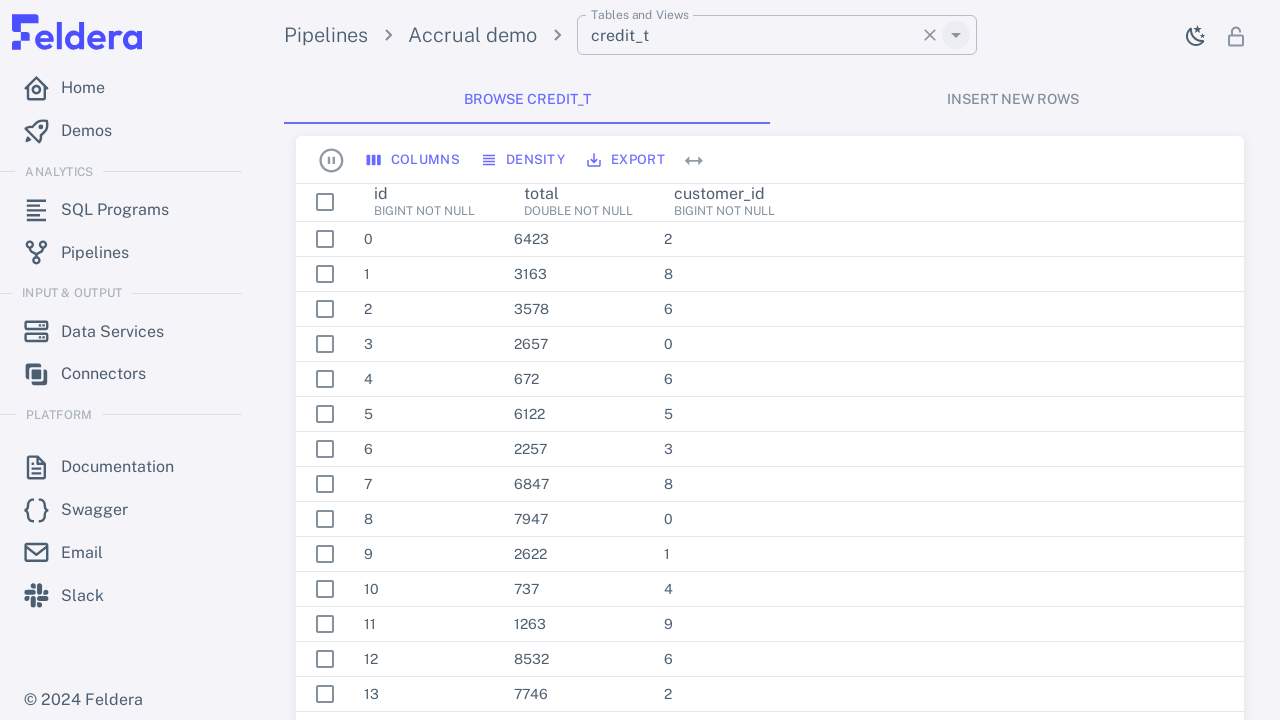 Feldera
Home
Demos
ANALYTICS
SQL Programs
Pipelines
INPUT & OUTPUT
Data Services
Connectors
PLATFORM
Documentation
Swagger
Email
Slack
© 2024 Feldera
Pipelines > Accrual demo >
Tables and Views
credit_t
BROWSE CREDIT_T INSERT NEW ROWS
COLUMNS DENSITY EXPORT
id total customer_id
BIGINT NOT NULL DOUBLE NOT NULL BIGINT NOT NULL
0 6423 2
1 3163 8
2 3578 6
3 2657 0
4 672 6
5 6122 5
6 2257 3
7 6847 8
8 7947 0
9 2622 1
10 737 4
11 1263 9
12 8532 6
13 7746 2